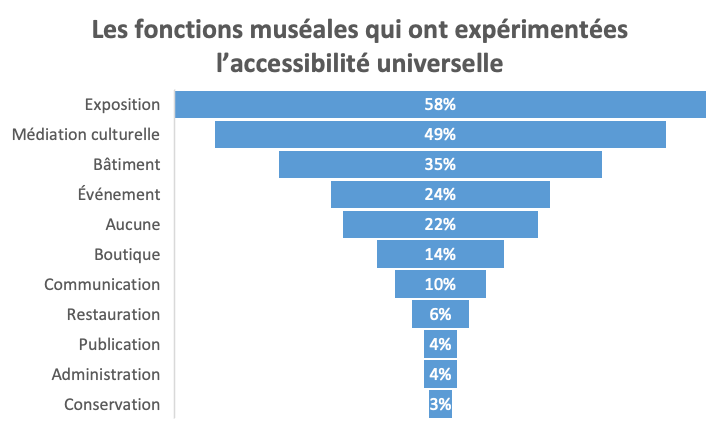 Les fonctions muséales qui ont expérimentées
l’accessibilité universelle
Exposition 58%
Médiation culturelle 49%
Bâtiment 35%
Événement 24%
Aucune 22%
Boutique 14%
Communication 10%
Restauration 6%
Publication 4%
Administration 4%
Conservation 3%